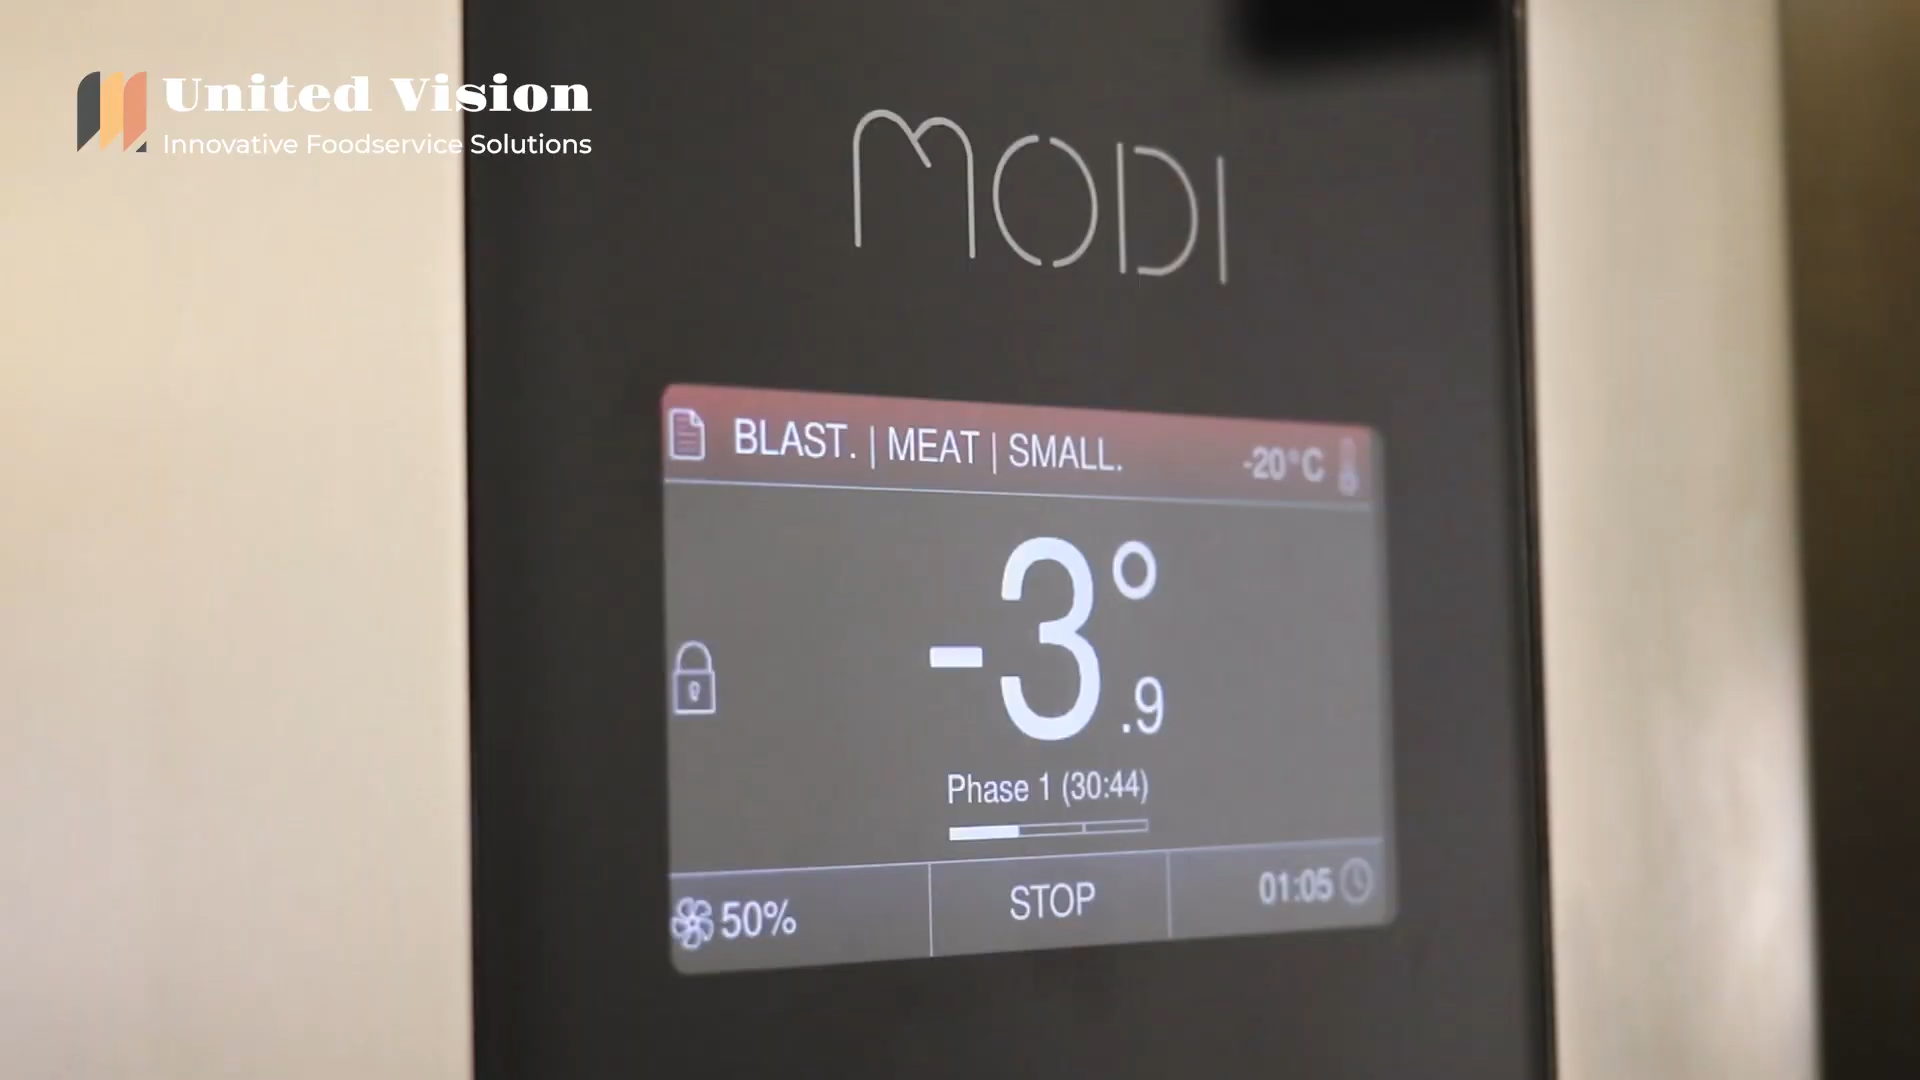 United Vision
Innovative Foodservice Solutions
MODI
BLAST. | MEAT | SMALL. -20°C
-3°.9
Phase 1 (30:44)
50% STOP 01:05